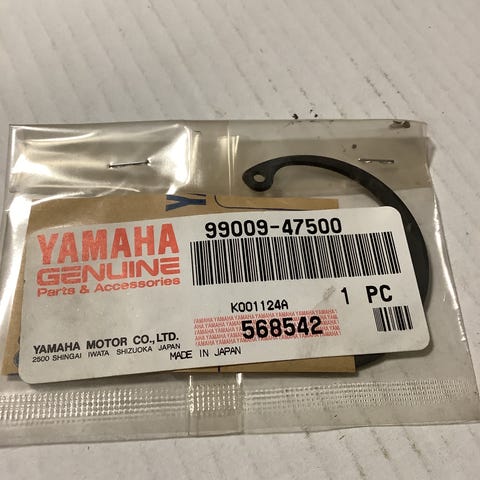 YAMAHA
GENUINE
Parts & Accessories
99009-47500
K001124A
1 PC
568542
YAMAHA MOTOR CO., LTD.
2500 SHINGAI IWATA SHIZUOKA JAPAN
MADE IN JAPAN